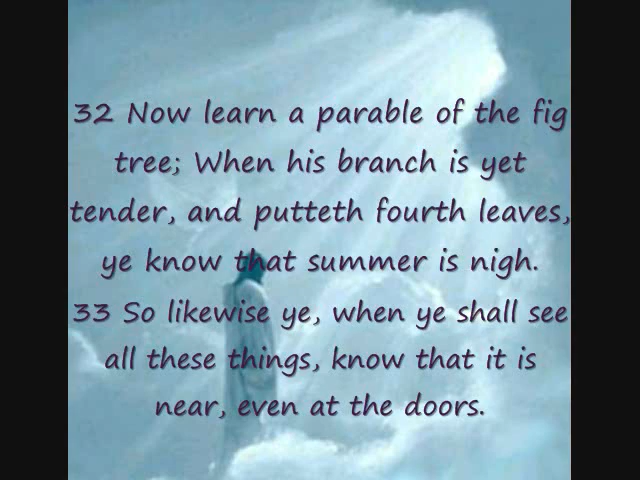 32 Now learn a parable of the fig
tree; When his branch is yet
tender, and putteth fourth leaves,
ye know that summer is nigh.
33 So likewise ye, when ye shall see
all these things, know that it is
near, even at the doors.